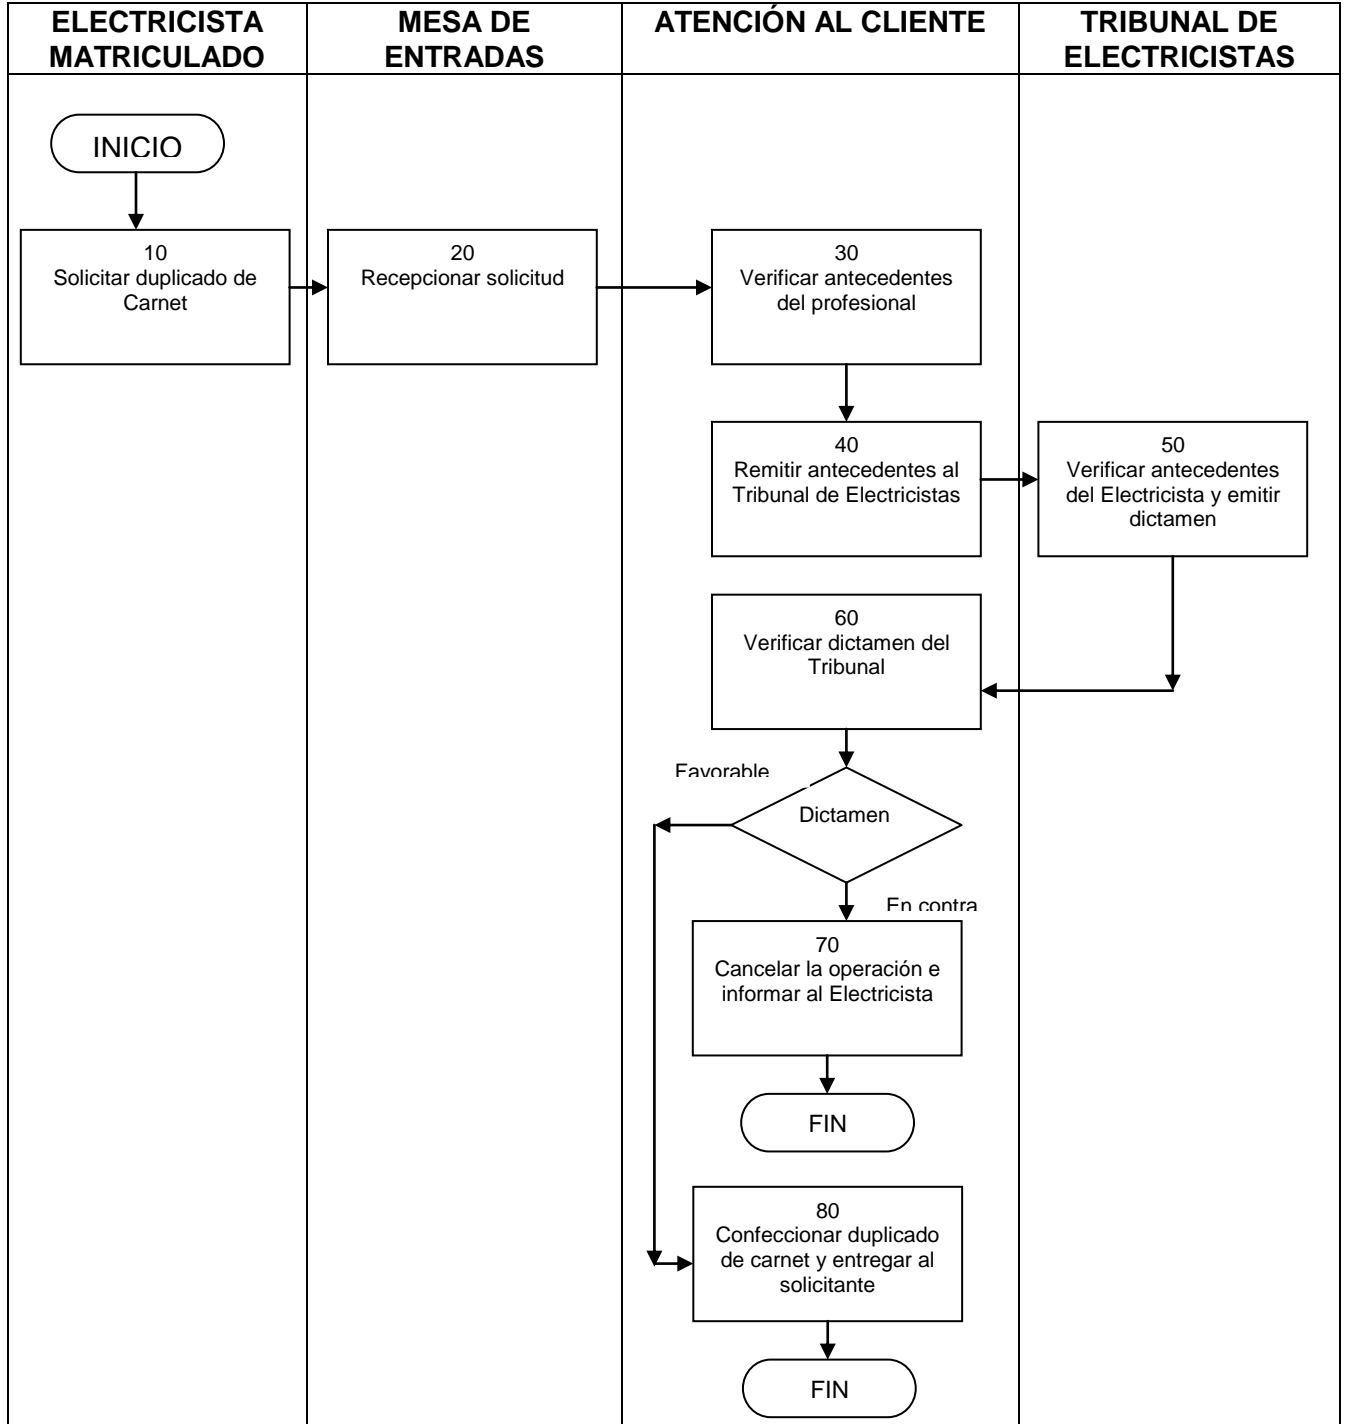 ELECTRICISTA
MATRICULADO
MESA DE
ENTRADAS
ATENCIÓN AL CLIENTE
TRIBUNAL DE
ELECTRICISTAS
INICIO
10
Solicitar duplicado de
Carnet
20
Recepcionar solicitud
30
Verificar antecedentes
del profesional
40
Remitir antecedentes al
Tribunal de Electricistas
50
Verificar antecedentes
del Electricista y emitir
dictamen
60
Verificar dictamen del
Tribunal
Favorable
Dictamen
En contra
70
Cancelar la operación e
informar al Electricista
FIN
80
Confeccionar duplicado
de carnet y entregar al
solicitante
FIN